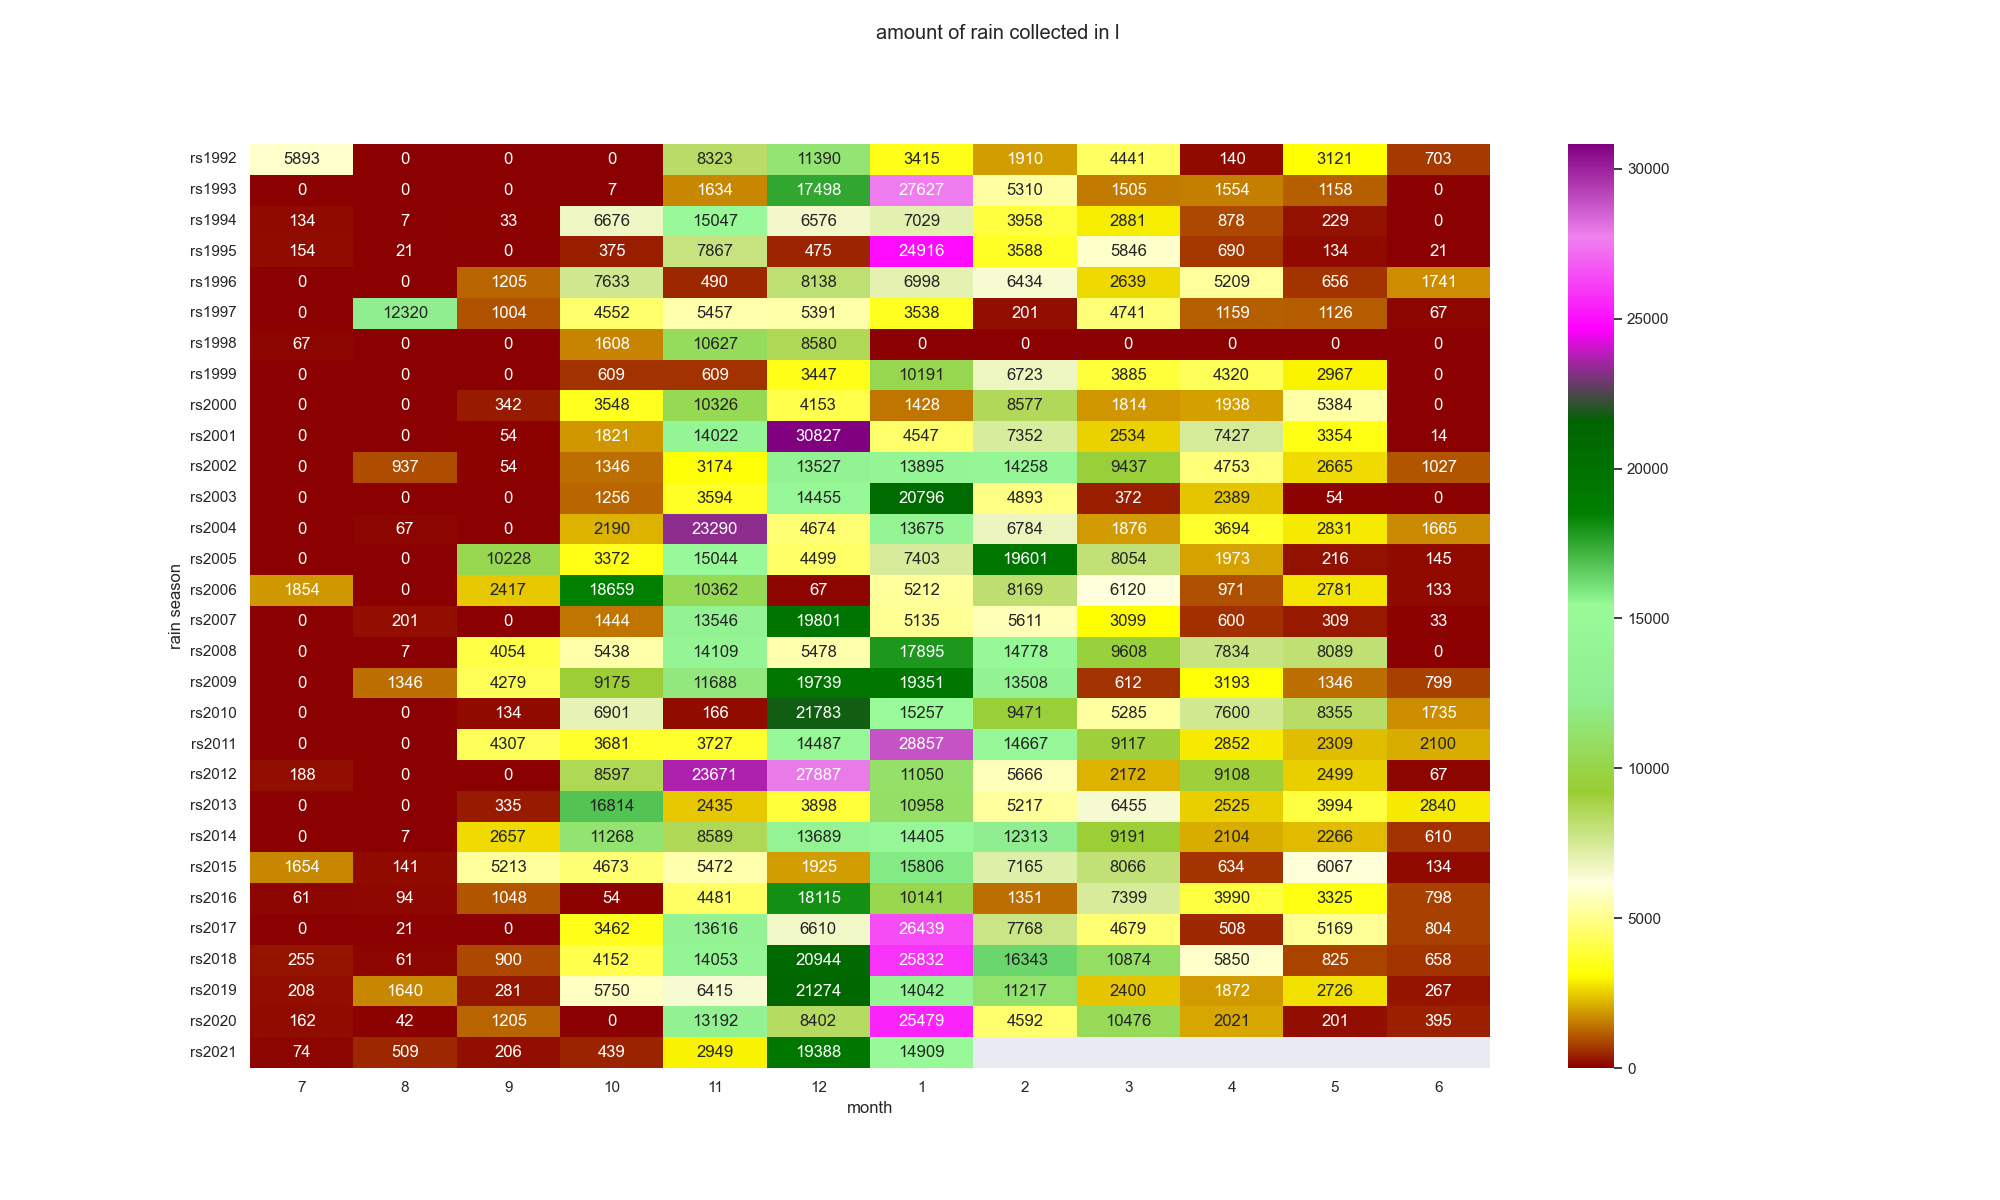 amount of rain collected in l
rs1992 5893 0 0 0 8323 11390 3415 1910 4441 140 3121 703
30000
rs1993 0 0 0 7 1634 17498 27627 5310 1505 1554 1158 0
rs1994 134 7 33 6676 15047 6576 7029 3958 2881 878 229 0
rs1995 154 21 0 375 7867 475 24916 3588 5846 690 134 21
rs1996 0 0 1205 7633 490 8138 6998 6434 2639 5209 656 1741
rs1997 0 12320 1004 4552 5457 5391 3538 201 4741 1159 1126 67
25000
rs1998 67 0 0 1608 10627 8580 0 0 0 0 0 0
rs1999 0 0 0 609 609 3447 10191 6723 3885 4320 2967 0
rs2000 0 0 342 3548 10326 4153 1428 8577 1814 1938 5384 0
rs2001 0 0 54 1821 14022 30827 4547 7352 2534 7427 3354 14
rs2002 0 937 54 1346 3174 13527 13895 14258 9437 4753 2665 1027
20000
rs2003 0 0 0 1256 3594 14455 20796 4893 372 2389 54 0
rs2004 0 67 0 2190 23290 4674 13675 6784 1876 3694 2831 1665
rs2005 0 0 10228 3372 15044 4499 7403 19601 8054 1973 216 145
rs2006 1854 0 2417 18659 10362 67 5212 8169 6120 971 2781 133
rain season
rs2007 0 201 0 1444 13546 19801 5135 5611 3099 600 309 33
15000
rs2008 0 7 4054 5438 14109 5478 17895 14778 9608 7834 8089 0
rs2009 0 1346 4279 9175 11688 19739 19351 13508 612 3193 1346 799
rs2010 0 0 134 6901 166 21783 15257 9471 5285 7600 8355 1735
rs2011 0 0 4307 3681 3727 14487 28857 14667 9117 2852 2309 2100
rs2012 188 0 0 8597 23671 27887 11050 5666 2172 9108 2499 67
10000
rs2013 0 0 335 16814 2435 3898 10958 5217 6455 2525 3994 2840
rs2014 0 7 2657 11268 8589 13689 14405 12313 9191 2104 2266 610
rs2015 1654 141 5213 4673 5472 1925 15806 7165 8066 634 6067 134
rs2016 61 94 1048 54 4481 18115 10141 1351 7399 3990 3325 798
5000
rs2017 0 21 0 3462 13616 6610 26439 7768 4679 508 5169 804
rs2018 255 61 900 4152 14053 20944 25832 16343 10874 5850 825 658
rs2019 208 1640 281 5750 6415 21274 14042 11217 2400 1872 2726 267
rs2020 162 42 1205 0 13192 8402 25479 4592 10476 2021 201 395
rs2021 74 509 206 439 2949 19388 14909
0
7 8 9 10 11 12 1 2 3 4 5 6
month